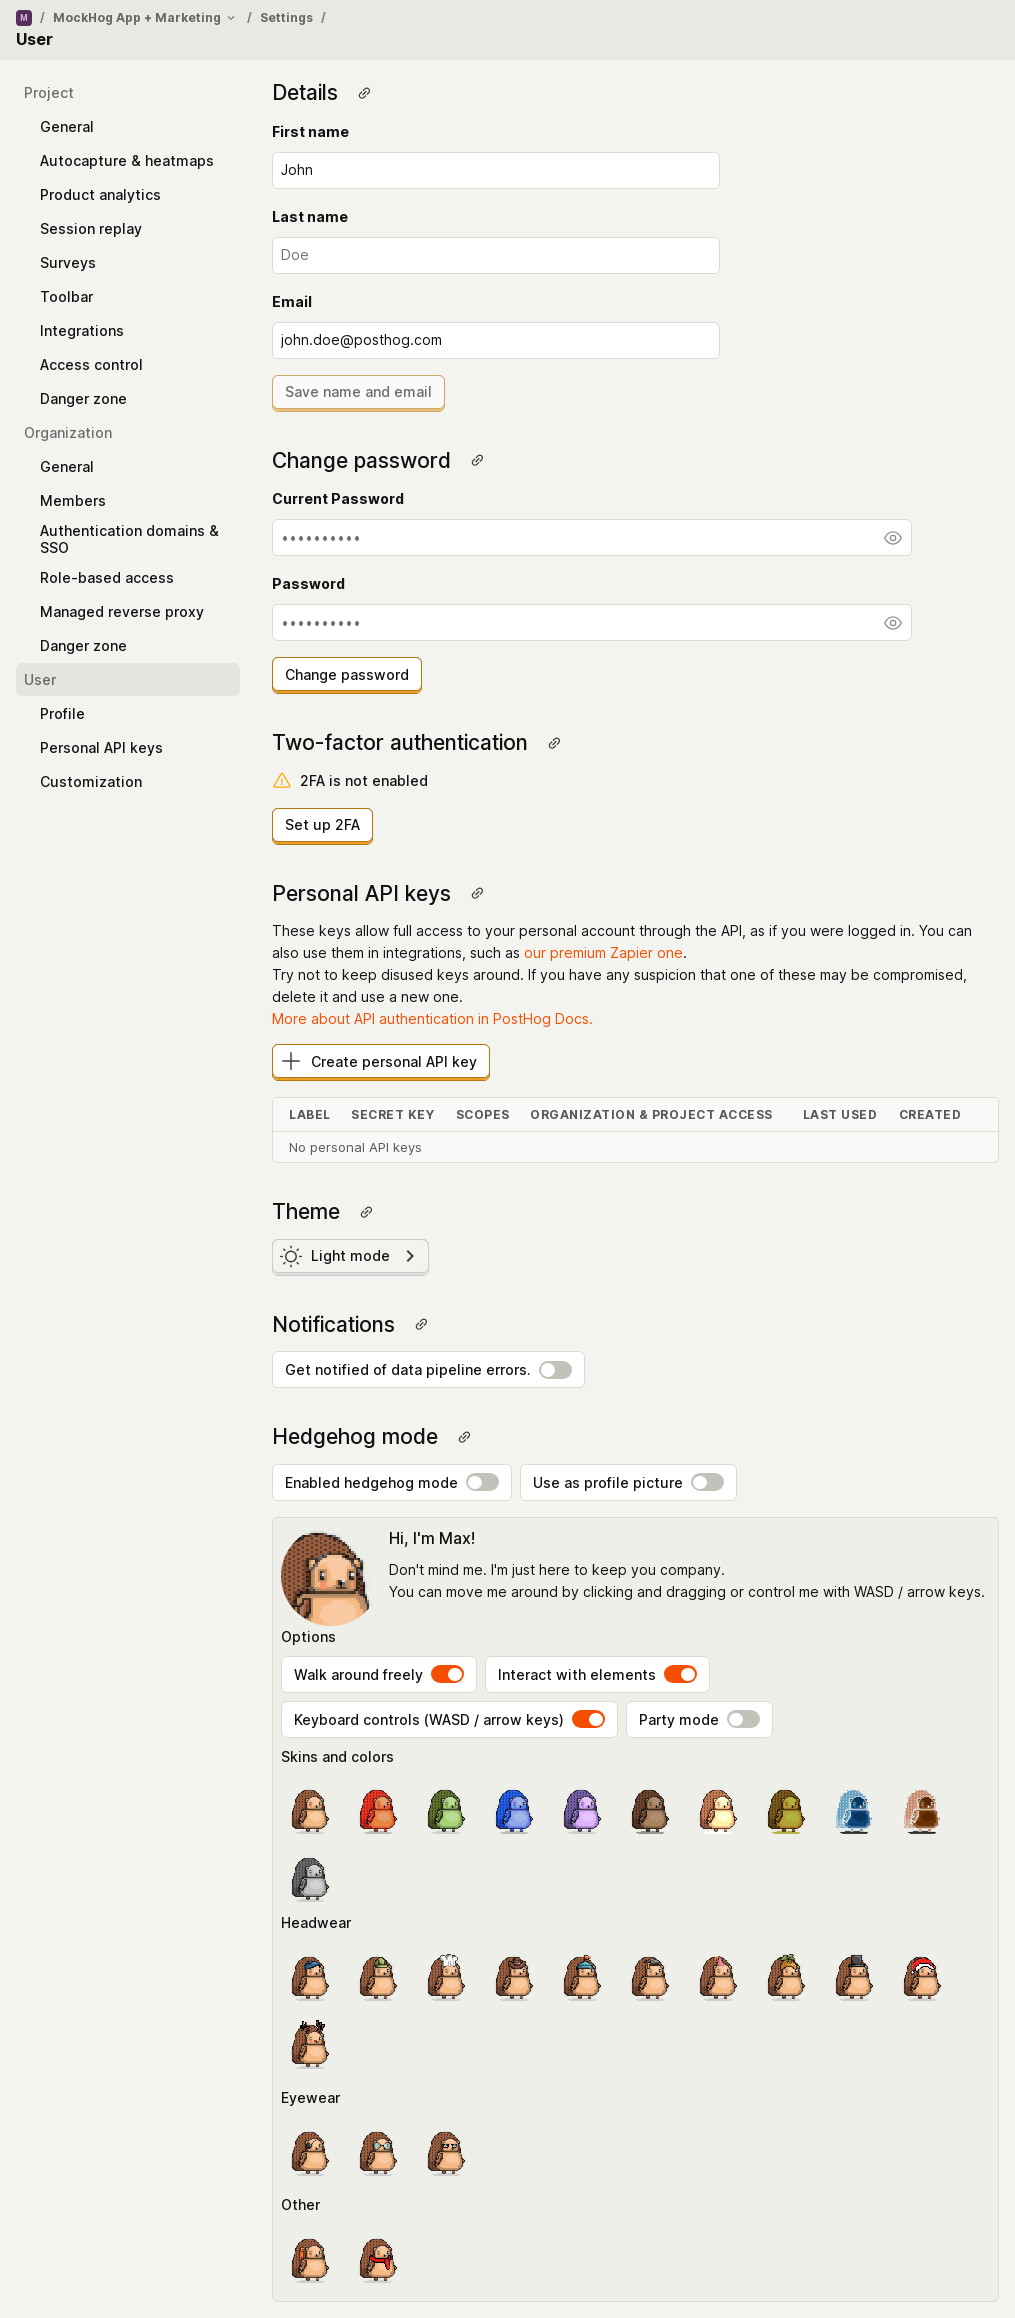 M / MockHog App + Marketing / Settings /
User
Project
General
Autocapture & heatmaps
Product analytics
Session replay
Surveys
Toolbar
Integrations
Access control
Danger zone
Organization
General
Members
Authentication domains &
SSO
Role-based access
Managed reverse proxy
Danger zone
User
Profile
Personal API keys
Customization
Details
First name
John
Last name
Doe
Email
john.doe@posthog.com
Save name and email
Change password
Current Password
••••••••••
Password
••••••••••
Change password
Two-factor authentication
2FA is not enabled
Set up 2FA
Personal API keys
These keys allow full access to your personal account through the API, as if you were logged in. You can
also use them in integrations, such as our premium Zapier one.
Try not to keep disused keys around. If you have any suspicion that one of these may be compromised,
delete it and use a new one.
More about API authentication in PostHog Docs.
Create personal API key
LABEL SECRET KEY SCOPES ORGANIZATION & PROJECT ACCESS LAST USED CREATED
No personal API keys
Theme
Light mode
Notifications
Get notified of data pipeline errors.
Hedgehog mode
Enabled hedgehog mode Use as profile picture
Hi, I'm Max!
Don't mind me. I'm just here to keep you company.
You can move me around by clicking and dragging or control me with WASD / arrow keys.
Options
Walk around freely Interact with elements
Keyboard controls (WASD / arrow keys) Party mode
Skins and colors
Headwear
Eyewear
Other